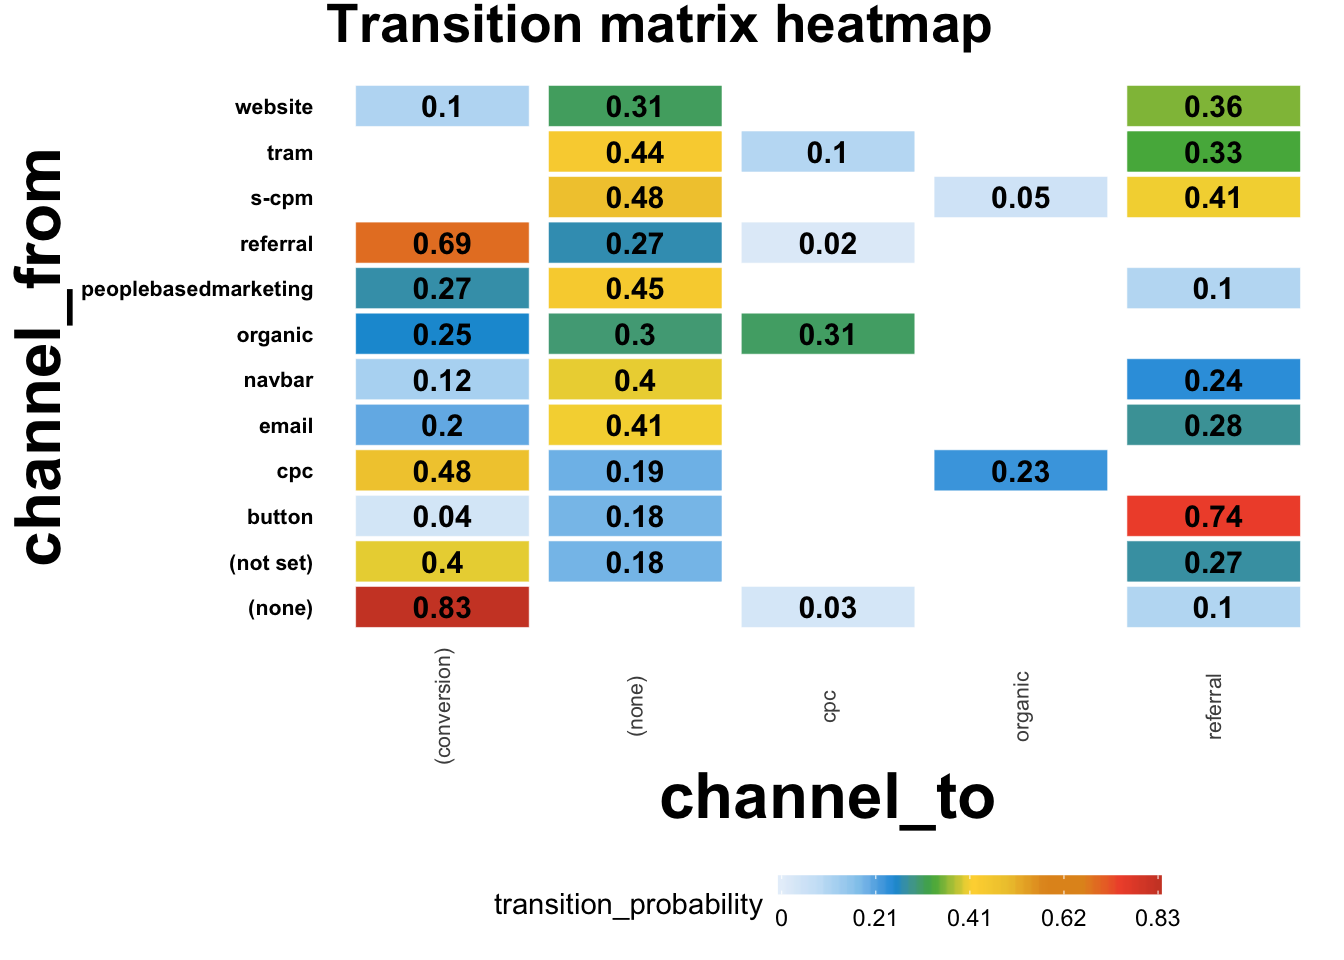 Transition matrix heatmap
channel_from
website 0.1 0.31 0.36
tram 0.44 0.1 0.33
s-cpm 0.48 0.05 0.41
referral 0.69 0.27 0.02
peoplebasedmarketing 0.27 0.45 0.1
organic 0.25 0.3 0.31
navbar 0.12 0.4 0.24
email 0.2 0.41 0.28
cpc 0.48 0.19 0.23
button 0.04 0.18 0.74
(not set) 0.4 0.18 0.27
(none) 0.83 0.03 0.1
(conversion) (none) cpc organic referral
channel_to
transition_probability
0 0.21 0.41 0.62 0.83